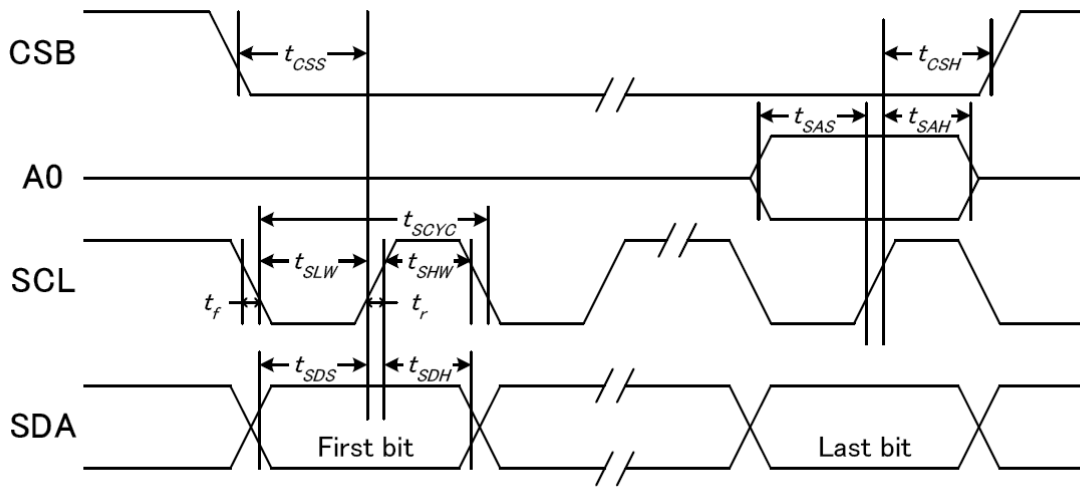 CSB
tCSS
tCSH
tSAS
tSAH
A0
tSCYC
SCL
tSLW
tSHW
tf
tr
tSDS
tSDH
SDA
First bit
Last bit